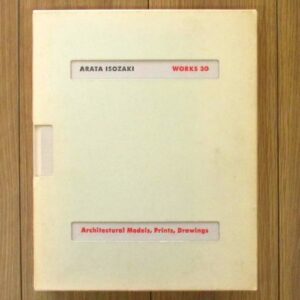 ARATA ISOZAKI WORKS 30
Architectural Models, Prints, Drawings